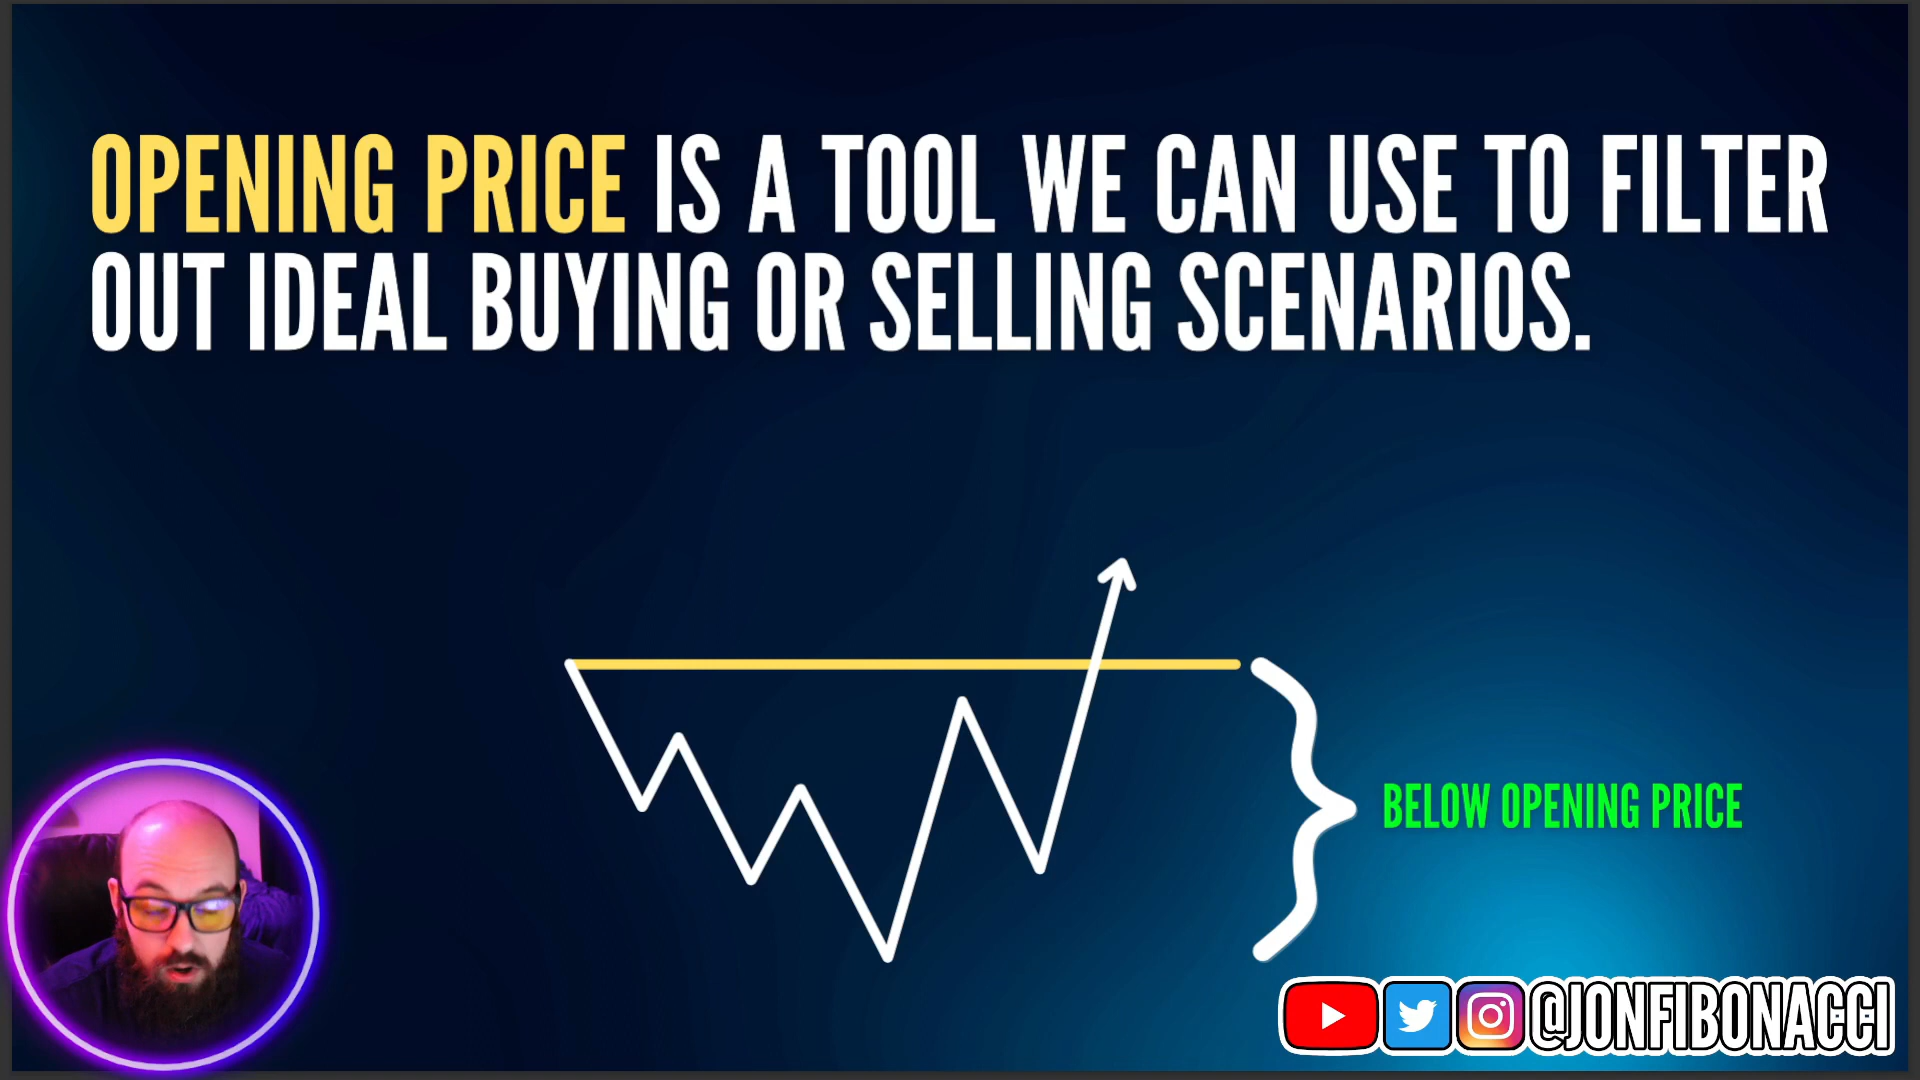 OPENING PRICE IS A TOOL WE CAN USE TO FILTER
OUT IDEAL BUYING OR SELLING SCENARIOS.
BELOW OPENING PRICE
@JONFIBONACCI